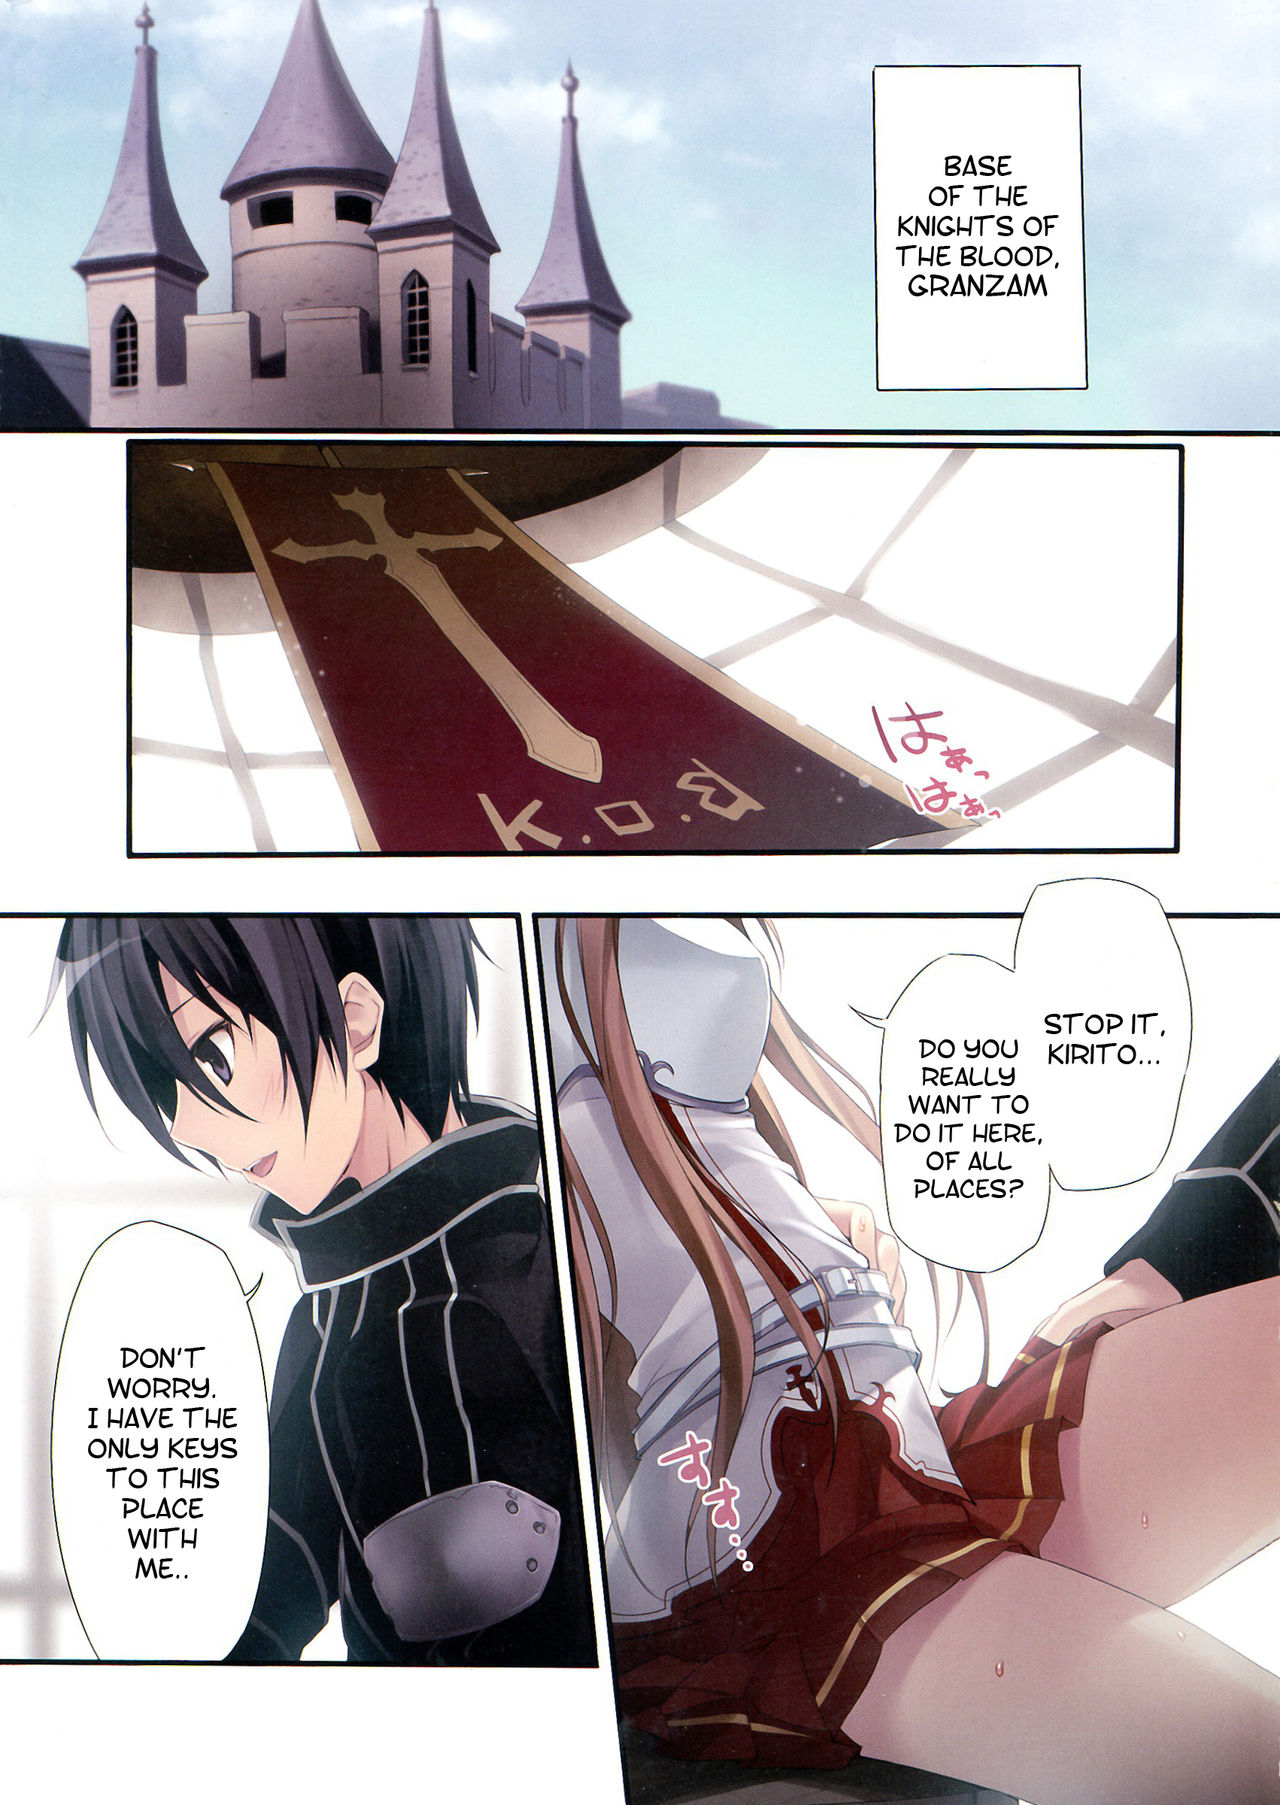 BASE
OF THE
KNIGHTS OF
THE BLOOD,
GRANZAM
K.O.B
はぁっ
はぁっ
STOP IT,
KIRITO...
DO YOU
REALLY
WANT TO
DO IT HERE,
OF ALL
PLACES?
すす…
DON'T
WORRY.
I HAVE THE
ONLY KEYS
TO THIS
PLACE
WITH
ME..